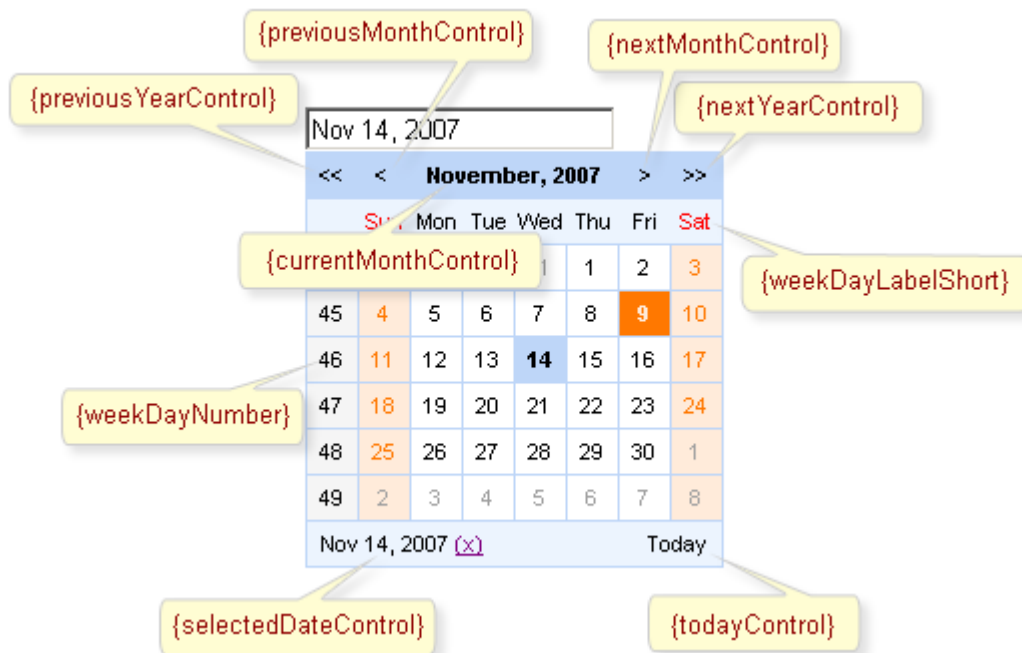 {previousMonthControl}
{nextMonthControl}
{previousYearControl}
{nextYearControl}
Nov 14, 2007
<< < November, 2007 > >>
Sun Mon Tue Wed Thu Fri Sat
{currentMonthControl}
1 2 3
{weekDayLabelShort}
45 4 5 6 7 8 9 10
46 11 12 13 14 15 16 17
{weekDayNumber}
47 18 19 20 21 22 23 24
48 25 26 27 28 29 30 1
49 2 3 4 5 6 7 8
Nov 14, 2007 (x) Today
{selectedDateControl}
{todayControl}